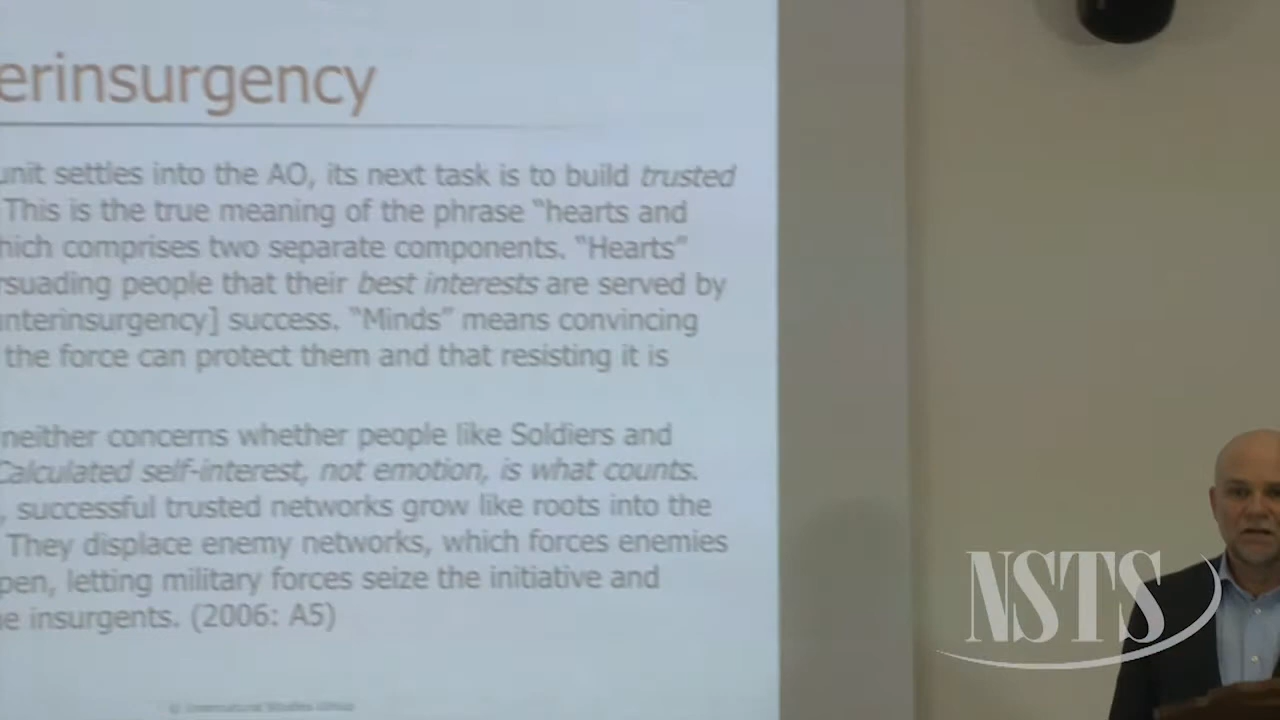 erinsurgency
unit settles into the AO, its next task is to build trusted
This is the true meaning of the phrase “hearts and
hich comprises two separate components. “Hearts”
rsuading people that their best interests are served by
unterinsurgency] success. “Minds” means convincing
the force can protect them and that resisting it is
neither concerns whether people like Soldiers and
Calculated self-interest, not emotion, is what counts.
, successful trusted networks grow like roots into the
They displace enemy networks, which forces enemies
pen, letting military forces seize the initiative and
e insurgents. (2006: A5)
© International Studies Group
NSTS